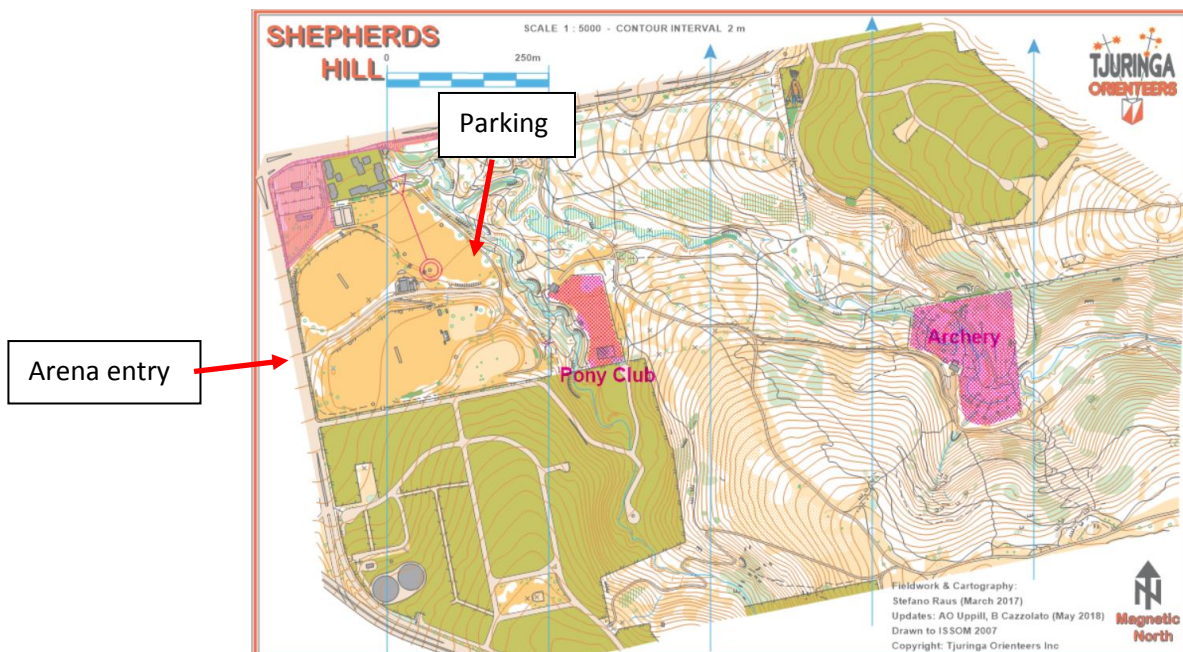 SHEPHERDS
HILL
SCALE 1 : 5000 - CONTOUR INTERVAL 2 m
0 250m
TJURINGA
ORIENTEERS
Parking
Arena entry
Archery
Pony Club
Fieldwork & Cartography:
Stefano Raus (March 2017)
Updates: AO Uppill, B Cazzolato (May 2018)
Drawn to ISSOM 2007
Copyright: Tjuringa Orienteers Inc
Magnetic
North